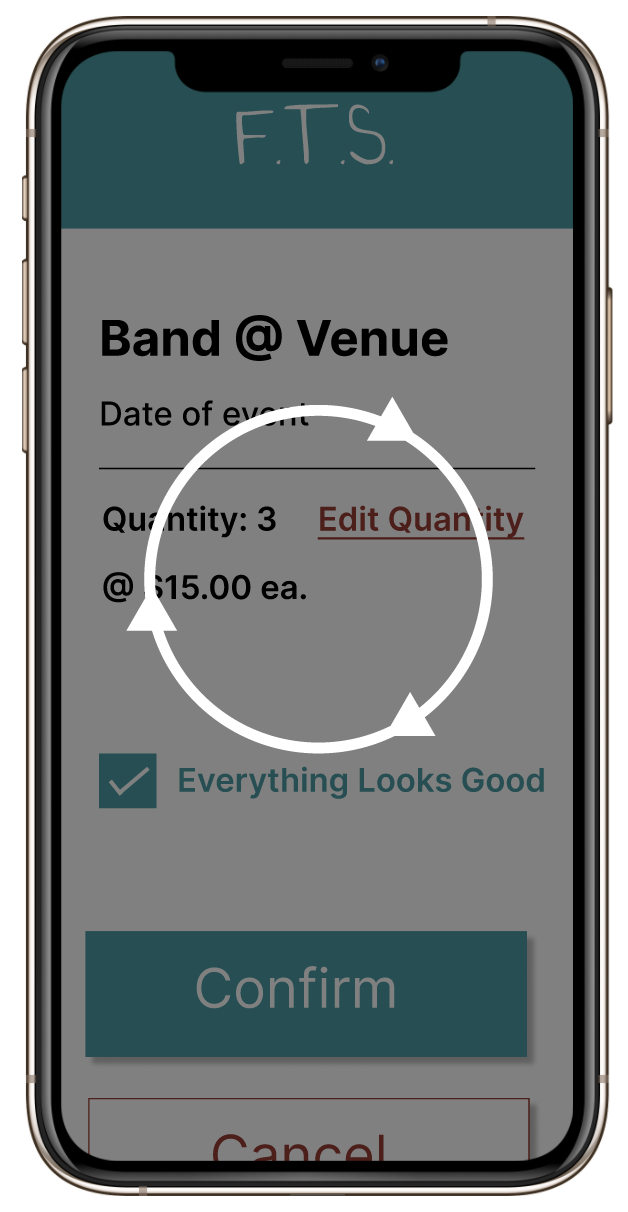 F.T.S.
Band @ Venue
Date of event
Quantity: 3 Edit Quantity
@ $15.00 ea.
Everything Looks Good
Confirm
Cancel